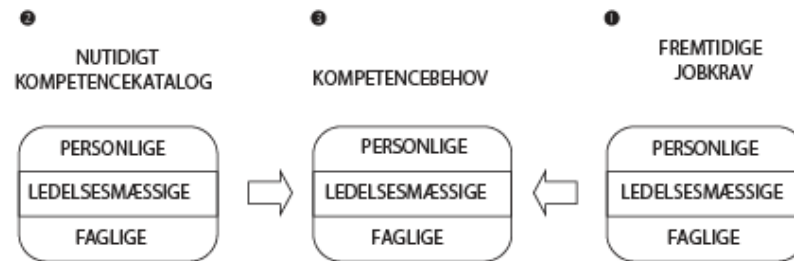 ❷
NUTIDIGT
KOMPETENCEKATALOG
PERSONLIGE
LEDELSESMÆSSIGE
FAGLIGE
❸
KOMPETENCEBEHOV
PERSONLIGE
LEDELSESMÆSSIGE
FAGLIGE
❶
FREMTIDIGE
JOBKRAV
PERSONLIGE
LEDELSESMÆSSIGE
FAGLIGE